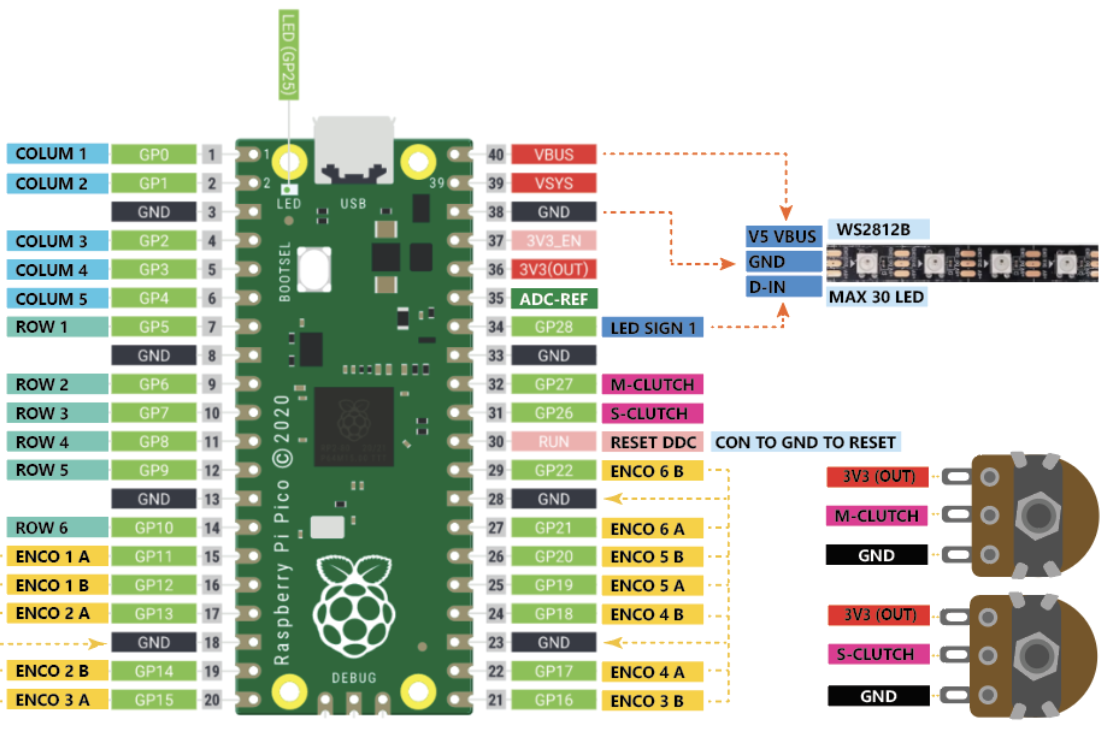 LED (GP25)
COLUM 1 GP0 1 1 40 VBUS
COLUM 2 GP1 2 2 39 39 VSYS
LED USB
GND 3 38 GND
COLUM 3 GP2 4 37 3V3_EN
COLUM 4 GP3 5 36 3V3(OUT)
BOOTSEL
COLUM 5 GP4 6 35 ADC-REF
ROW 1 GP5 7 34 GP28 LED SIGN 1
GND 8 33 GND
ROW 2 GP6 9 32 GP27 M-CLUTCH
ROW 3 GP7 10 31 GP26 S-CLUTCH
ROW 4 GP8 11 30 RUN RESET DDC CON TO GND TO RESET
ROW 5 GP9 12 29 GP22 ENCO 6 B
GND 13 28 GND
ROW 6 GP10 14 27 GP21 ENCO 6 A
ENCO 1 A GP11 15 26 GP20 ENCO 5 B
ENCO 1 B GP12 16 25 GP19 ENCO 5 A
ENCO 2 A GP13 17 24 GP18 ENCO 4 B
GND 18 23 GND
ENCO 2 B GP14 19 22 GP17 ENCO 4 A
ENCO 3 A GP15 20 21 GP16 ENCO 3 B
Raspberry Pi Pico ©2020
DEBUG
WS2812B
V5 VBUS
GND
D-IN
MAX 30 LED
3V3 (OUT)
M-CLUTCH
GND
3V3 (OUT)
S-CLUTCH
GND